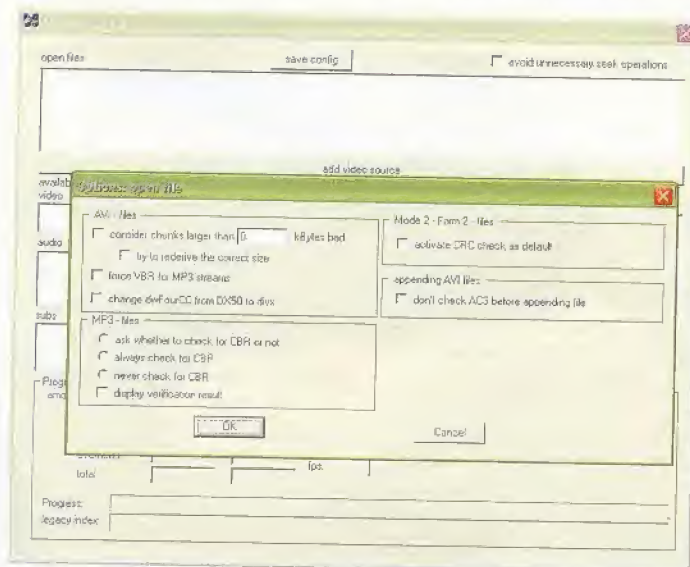 open files
save config
avoid unnecessary seek operations
add video source
availab
video
Options: open file
AVI - files
consider chunks larger than 0 kBytes bad
try to rederive the correct size
force VBR for MP3 streams
change dwFourCC from DX50 to divx
Mode 2 - Form 2 - files
activate CRC check as default
appending AVI files
don't check AC3 before appending file
audio
subs
MP3 - files
ask whether to check for CBR or not
always check for CBR
never check for CBR
display verification result
OK
Cancel
Progr
total
fps
Progress:
legacy index